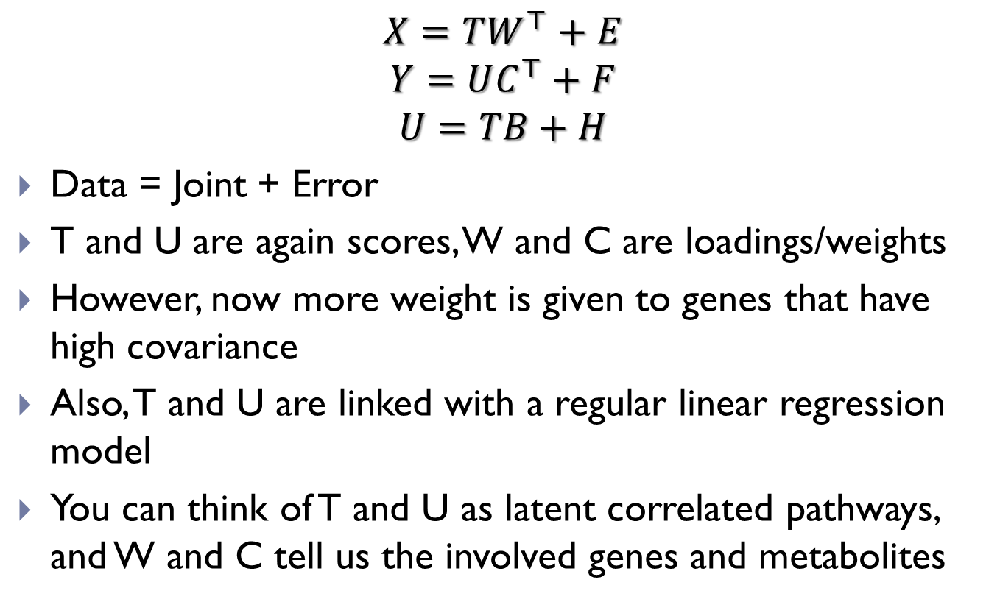 X = TW⊤ + E
Y = UC⊤ + F
U = TB + H
Data = Joint + Error
T and U are again scores, W and C are loadings/weights
However, now more weight is given to genes that have
high covariance
Also, T and U are linked with a regular linear regression
model
You can think of T and U as latent correlated pathways,
and W and C tell us the involved genes and metabolites